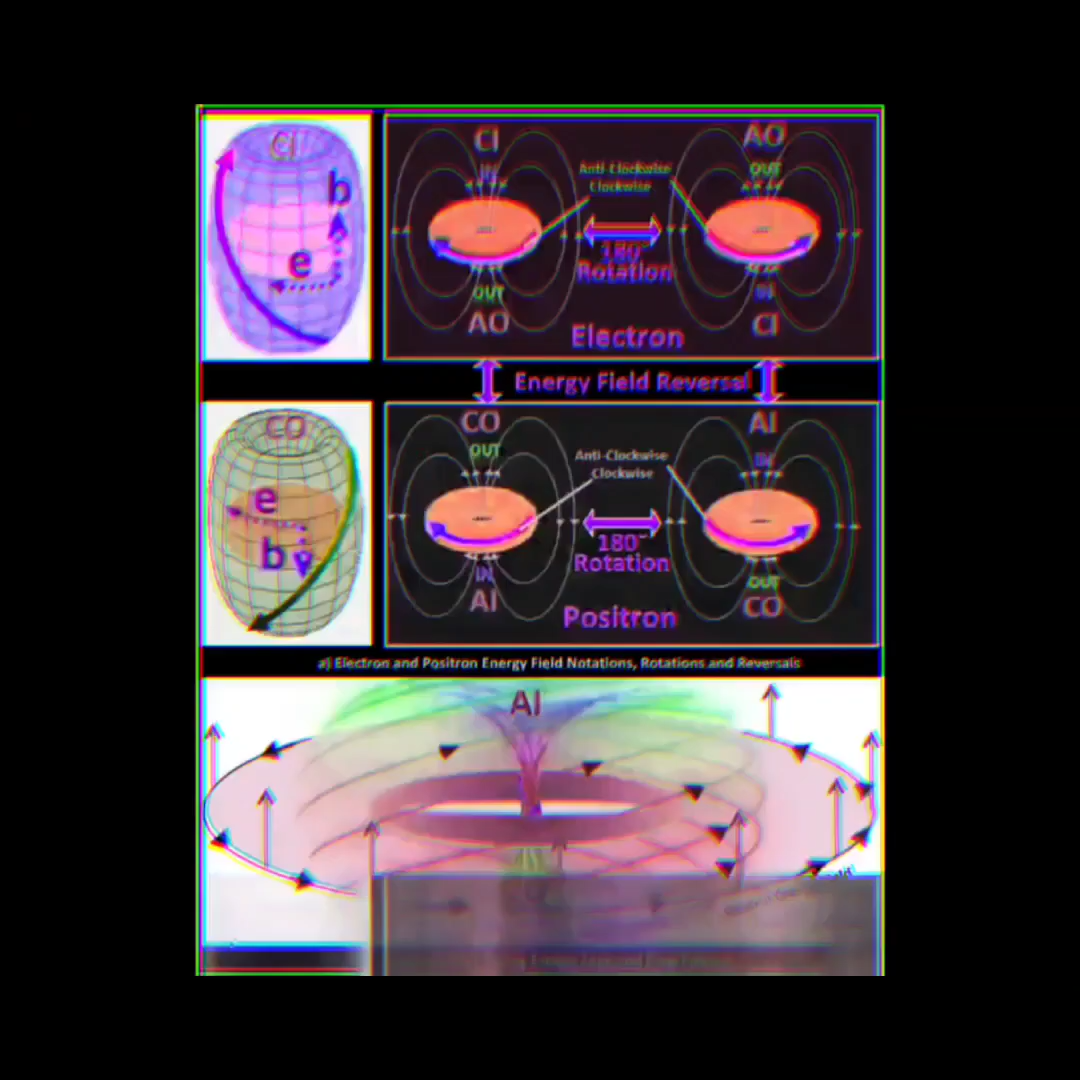 CI
b
e
CI
IN
OUT
AO
Anti-Clockwise
Clockwise
180°
Rotation
AO
OUT
IN
CI
Electron
Energy Field Reversal
CO
e
b
CO
OUT
IN
AI
Anti-Clockwise
Clockwise
180°
Rotation
AI
IN
OUT
CO
Positron
a) Electron and Positron Energy Field Notations, Rotations and Reversals
AI